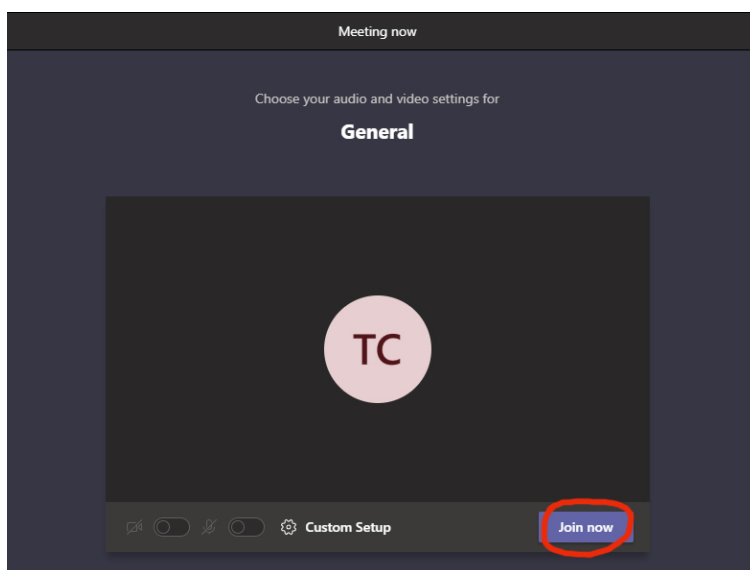 Meeting now
Choose your audio and video settings for
General
TC
Custom Setup
Join now